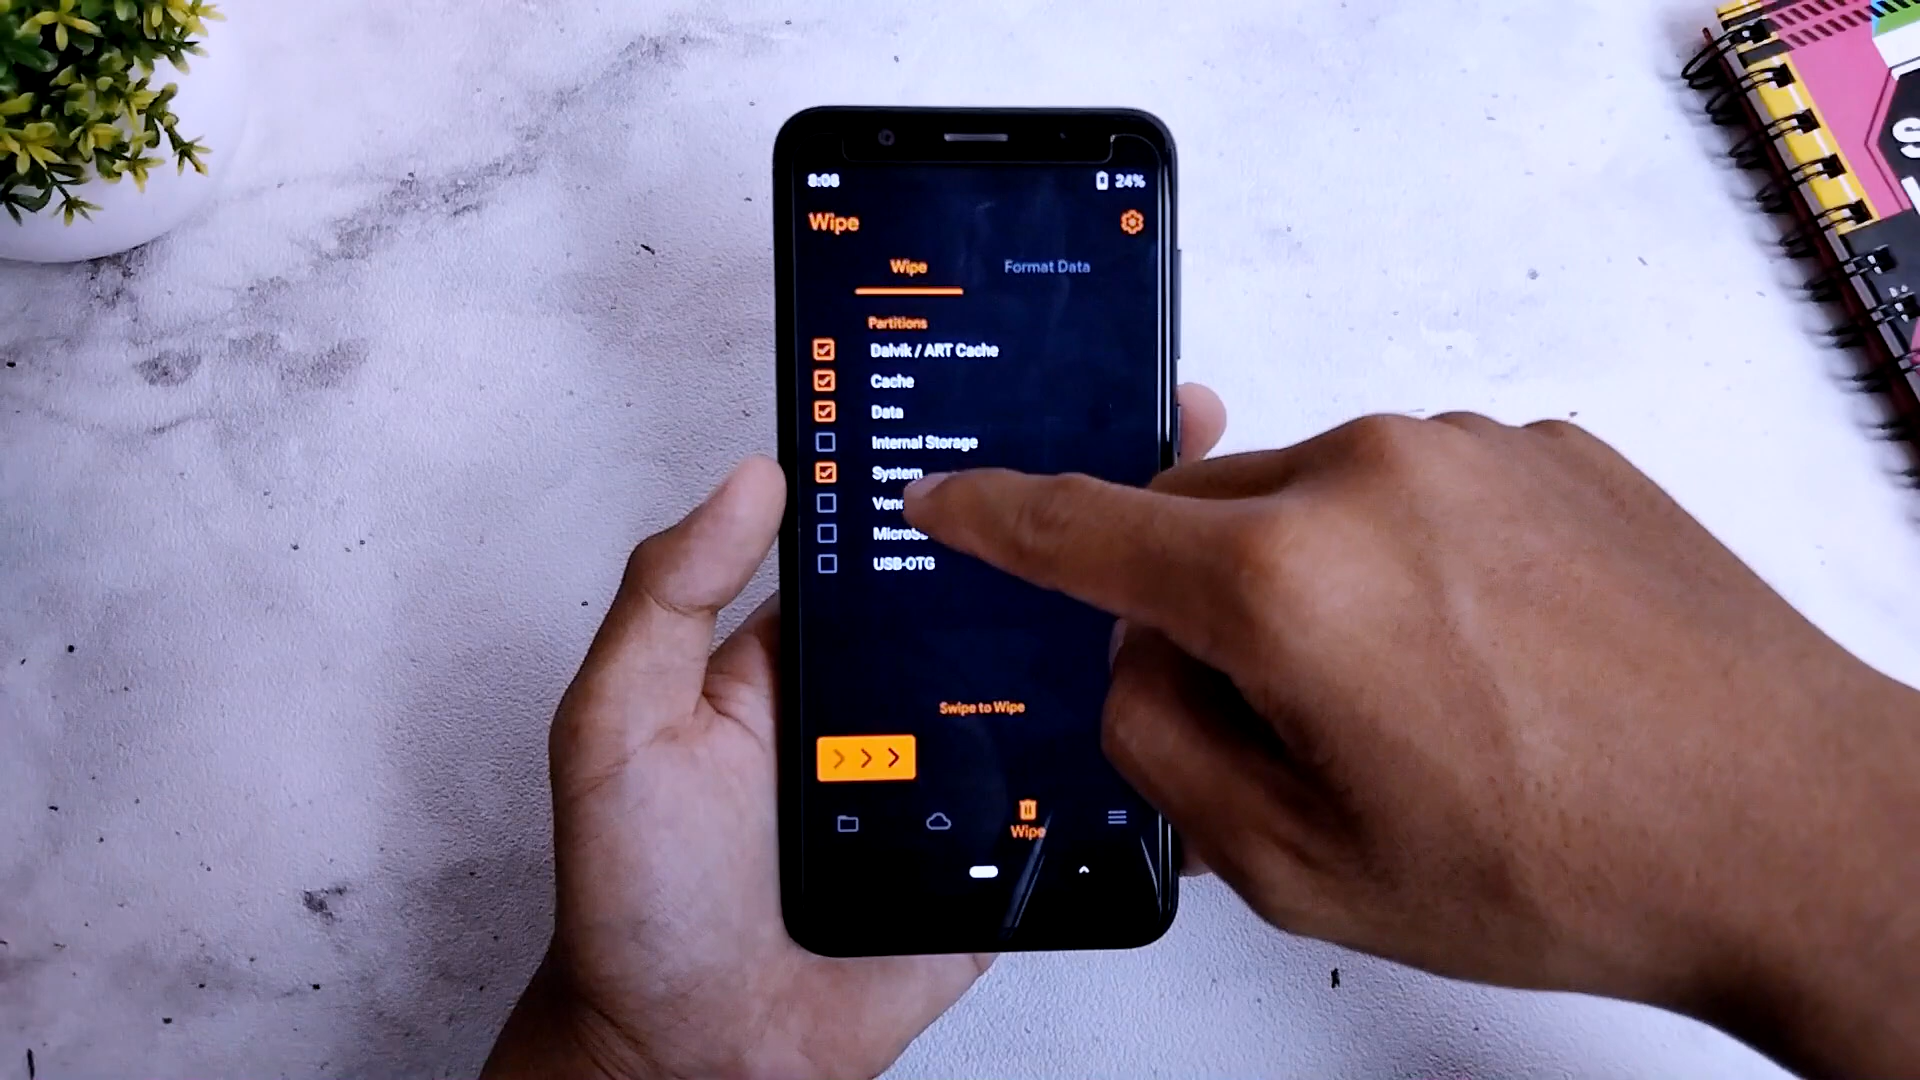 8:08 24%
Wipe
Wipe Format Data
Partitions
Dalvik / ART Cache
Cache
Data
Internal Storage
System
USB-OTG
Swipe to Wipe
Wipe